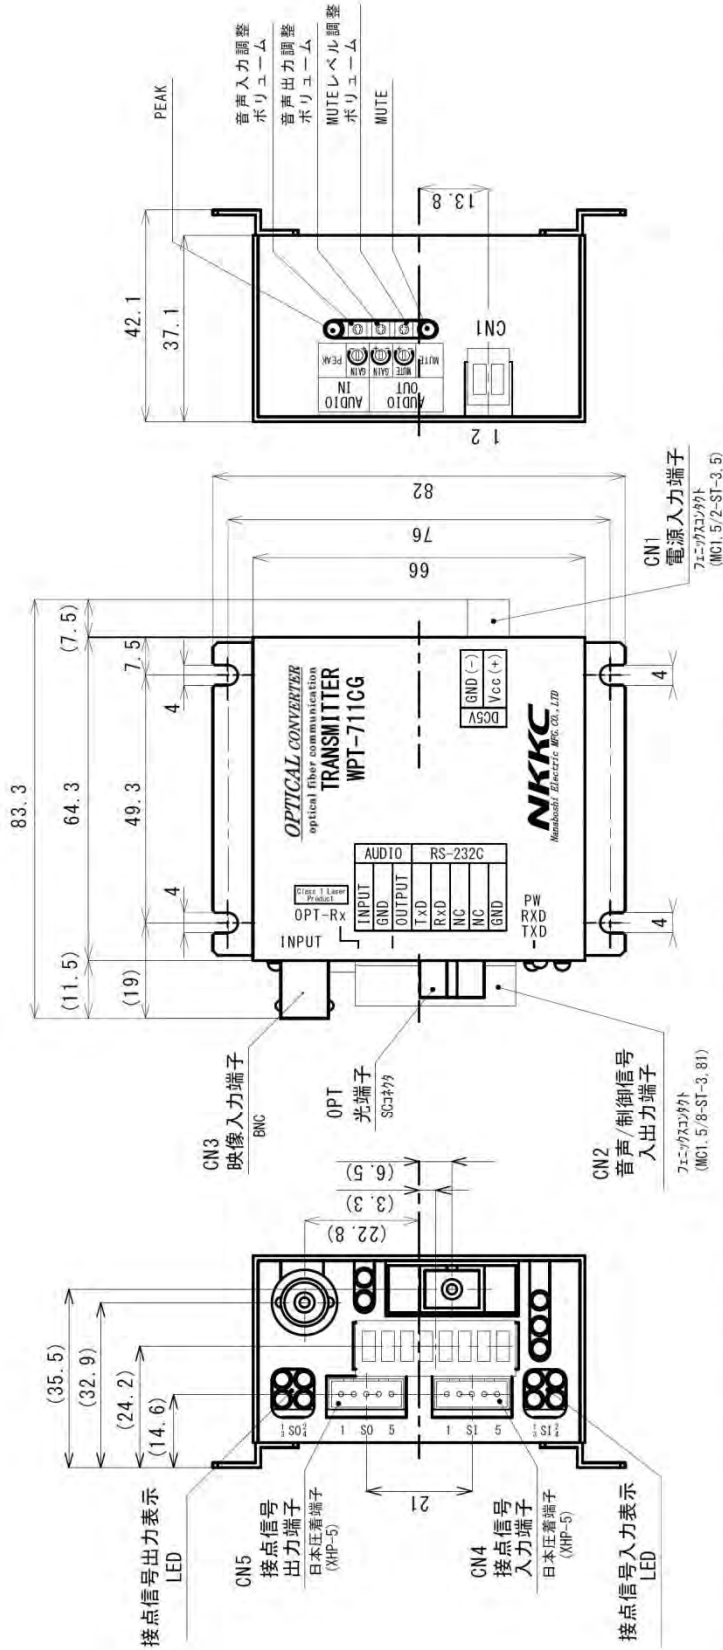 PEAK
音声入力調整
ボリューム
音声出力調整
ボリューム
MUTEレベル調整
ボリューム
MUTE
42.1
37.1
13.8
PEAK
GAIN
GAIN
MUTE
MUTE
AUDIO
IN
AUDIO
OUT
CN1
1 2
83.3
(11.5)
64.3
(7.5)
(19)
49.3
7.5
4
4
4
4
66
76
82
OPTICAL CONVERTER
optical fiber communication
TRANSMITTER
WPT-711CG
Class 1 Laser
Product
OPT-Rx
INPUT
AUDIO
RS-232C
INPUT
GND
OUTPUT
TxD
RxD
NC
NC
GND
DC5V
GND(-)
Vcc(+)
PW
RXD
TXD
NKKC
Nanaboshi Electric MFG.CO.,LTD
CN1
電源入力端子
フェニックスコンタクト
(MC1.5/2-ST-3.5)
CN3
映像入力端子
BNC
OPT
光端子
SCコネクタ
CN2
音声/制御信号
入出力端子
フェニックスコンタクト
(MC1.5/8-ST-3.81)
(35.5)
(32.9)
(24.2)
(14.6)
(22.8)
(3.3)
(6.5)
21
1 2
SO
3 4
1 SO 5
1 SI 5
1 2
SI
3 4
接点信号出力表示
LED
CN5
接点信号
出力端子
日本圧着端子
(XHP-5)
CN4
接点信号
入力端子
日本圧着端子
(XHP-5)
接点信号入力表示
LED